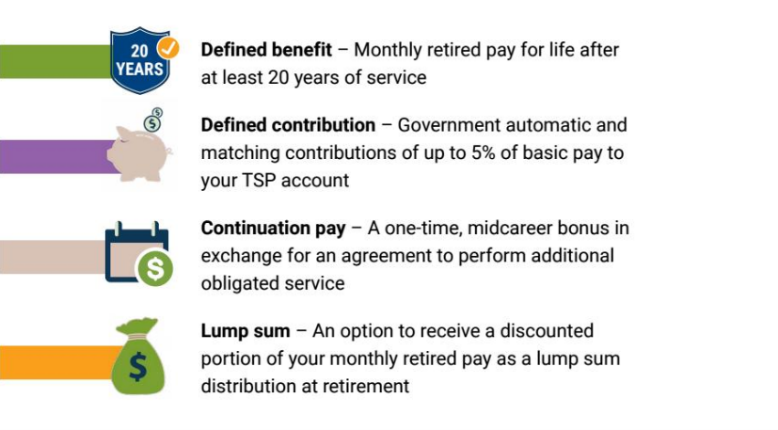 20
YEARS
Defined benefit – Monthly retired pay for life after
at least 20 years of service
$
$
Defined contribution – Government automatic and
matching contributions of up to 5% of basic pay to
your TSP account
Continuation pay – A one-time, midcareer bonus in
exchange for an agreement to perform additional
obligated service
$
Lump sum – An option to receive a discounted
portion of your monthly retired pay as a lump sum
distribution at retirement
$